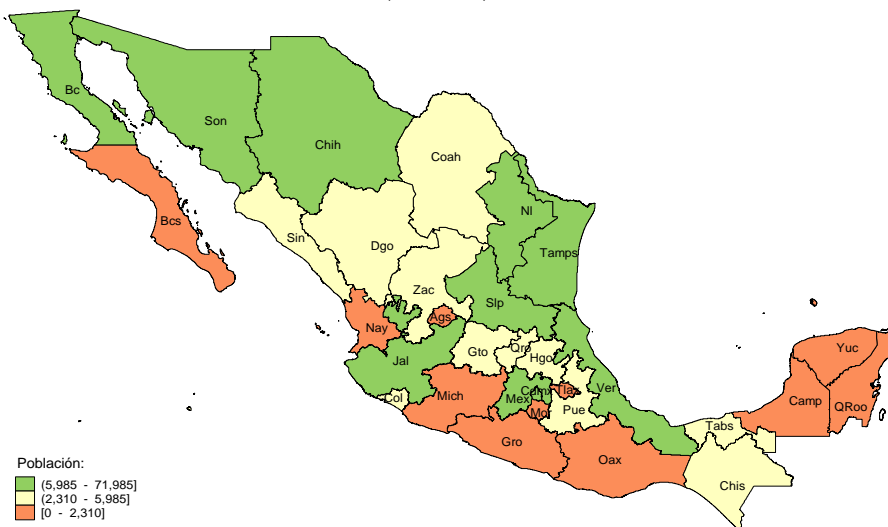 Bc
Son
Chih
Coah
Bcs
Nl
Sin
Dgo
Tamps
Zac
Slp
Nay
Ags
Jal
Gto
Qro
Hgo
Yuc
Col
Mich
Mex
Cdmx
Tlax
Ver
Camp
QRoo
Mo
Pue
Tabs
Gro
Oax
Chis
Población:
(5,985 - 71,985]
(2,310 - 5,985]
[0 - 2,310]